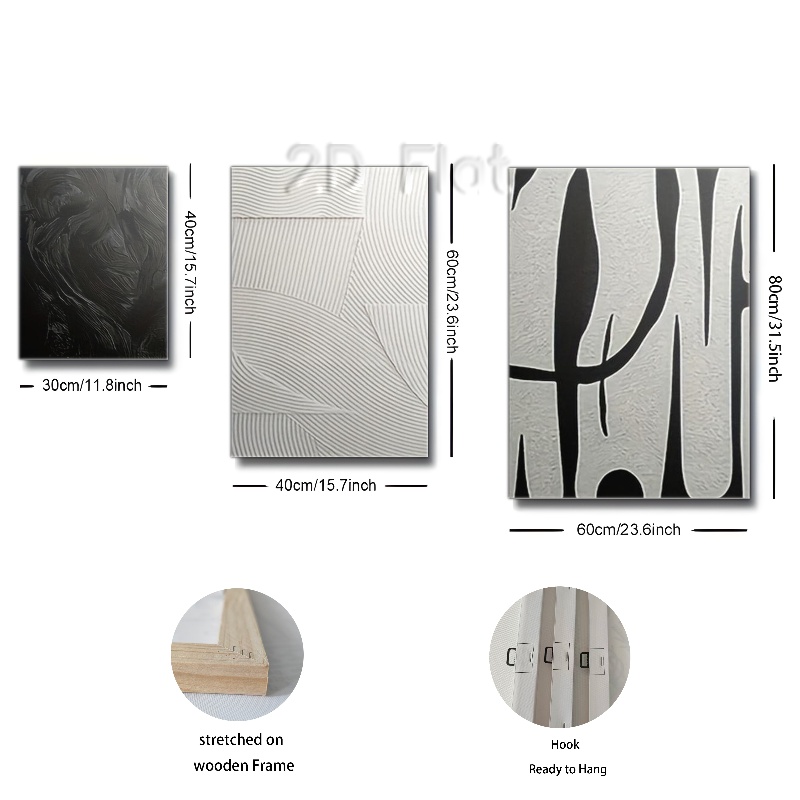 2D Flat
40cm/15.7inch
30cm/11.8inch
60cm/23.6inch
40cm/15.7inch
80cm/31.5inch
60cm/23.6inch
stretched on
wooden Frame
Hook
Ready to Hang